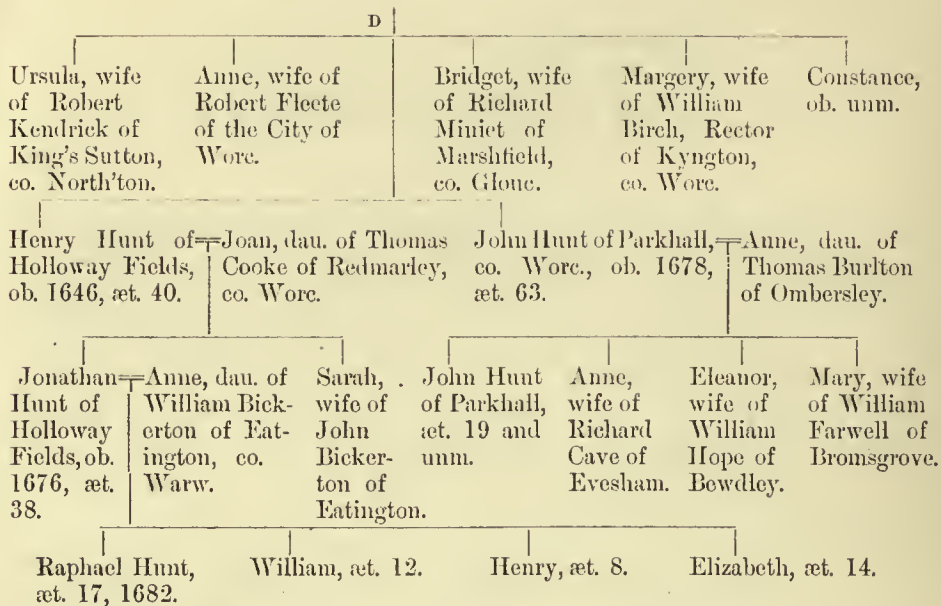 D
Ursula, wife
of Robert
Kendrick of
King's Sutton,
co. North'ton.
Anne, wife of
Robert Fleete
of the City of
Worc.
Bridget, wife
of Richard
Miniet of
Marshfield,
co. Glouc.
Margery, wife
of William
Birch, Rector
of Kyngton,
co. Worc.
Constance,
ob. unm.
Henry Hunt of
Holloway Fields,
ob. 1646, æt. 40.
Joan, dau. of Thomas
Cooke of Redmarley,
co. Worc.
John Hunt of Parkhall,
co. Worc., ob. 1678,
æt. 63.
Anne, dau. of
Thomas Burlton
of Ombersley.
Jonathan
Hunt of
Holloway
Fields, ob.
1676, æt.
38.
Anne, dau. of
William Bick-
erton of Eat-
ington, co.
Warw.
Sarah,
wife of
John
Bicker-
ton of
Eatington.
John Hunt
of Parkhall,
æt. 19 and
unm.
Anne,
wife of
Richard
Cave of
Evesham.
Eleanor,
wife of
William
Hope of
Bewdley.
Mary, wife
of William
Farwell of
Bromsgrove.
Raphael Hunt,
æt. 17, 1682.
William, æt. 12.
Henry, æt. 8.
Elizabeth, æt. 14.